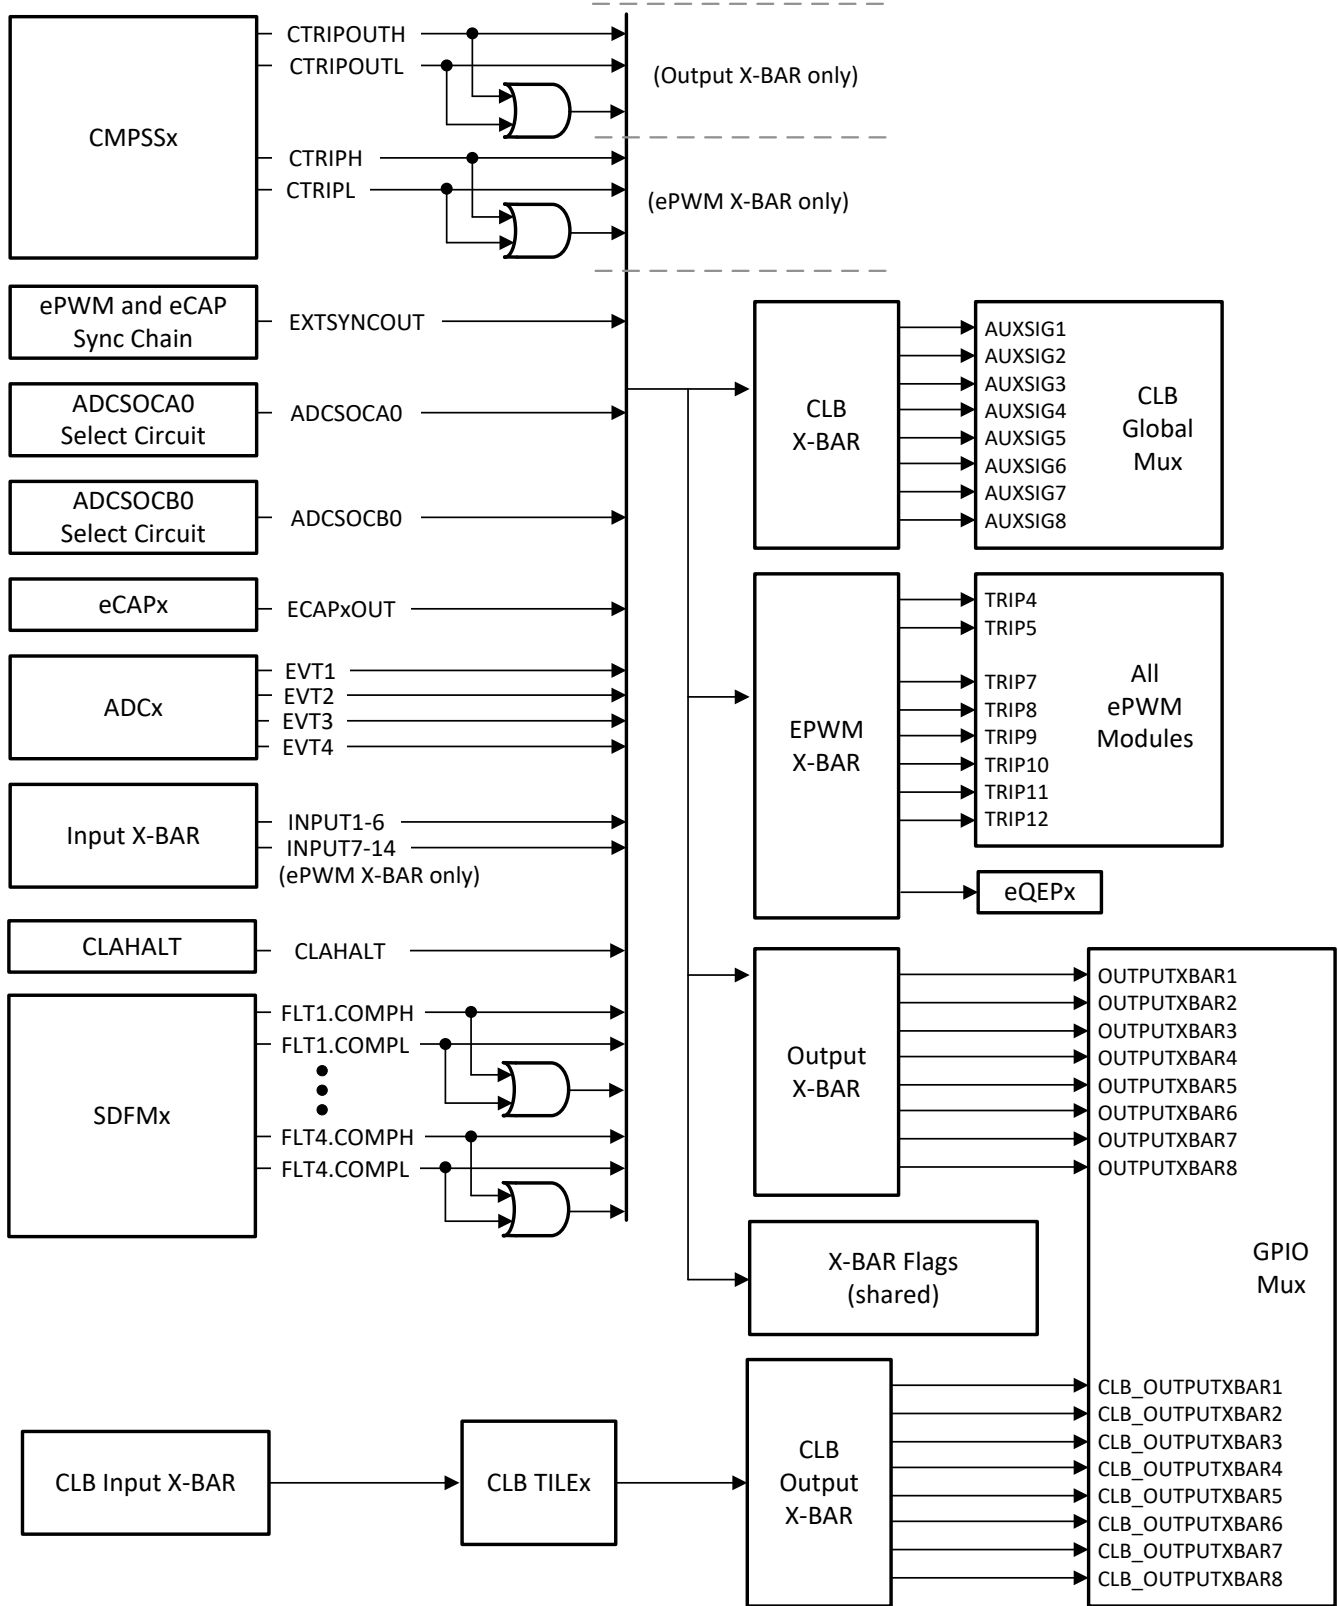 CMPSSx
CTRIPOUTH
CTRIPOUTL
(Output X-BAR only)
CTRIPH
CTRIPL
(ePWM X-BAR only)
ePWM and eCAP
Sync Chain
EXTSYNCOUT
ADCSOCA0
Select Circuit
ADCSOCA0
ADCSOCB0
Select Circuit
ADCSOCB0
eCAPx
ECAPxOUT
ADCx
EVT1
EVT2
EVT3
EVT4
Input X-BAR
INPUT1-6
INPUT7-14
(ePWM X-BAR only)
CLAHALT
CLAHALT
SDFMx
FLT1.COMPH
FLT1.COMPL
FLT4.COMPH
FLT4.COMPL
CLB
X-BAR
AUXSIG1
AUXSIG2
AUXSIG3
AUXSIG4
AUXSIG5
AUXSIG6
AUXSIG7
AUXSIG8
CLB
Global
Mux
EPWM
X-BAR
TRIP4
TRIP5
TRIP7
TRIP8
TRIP9
TRIP10
TRIP11
TRIP12
All
ePWM
Modules
eQEPx
Output
X-BAR
OUTPUTXBAR1
OUTPUTXBAR2
OUTPUTXBAR3
OUTPUTXBAR4
OUTPUTXBAR5
OUTPUTXBAR6
OUTPUTXBAR7
OUTPUTXBAR8
X-BAR Flags
(shared)
GPIO
Mux
CLB Input X-BAR
CLB TILEx
CLB
Output
X-BAR
CLB_OUTPUTXBAR1
CLB_OUTPUTXBAR2
CLB_OUTPUTXBAR3
CLB_OUTPUTXBAR4
CLB_OUTPUTXBAR5
CLB_OUTPUTXBAR6
CLB_OUTPUTXBAR7
CLB_OUTPUTXBAR8